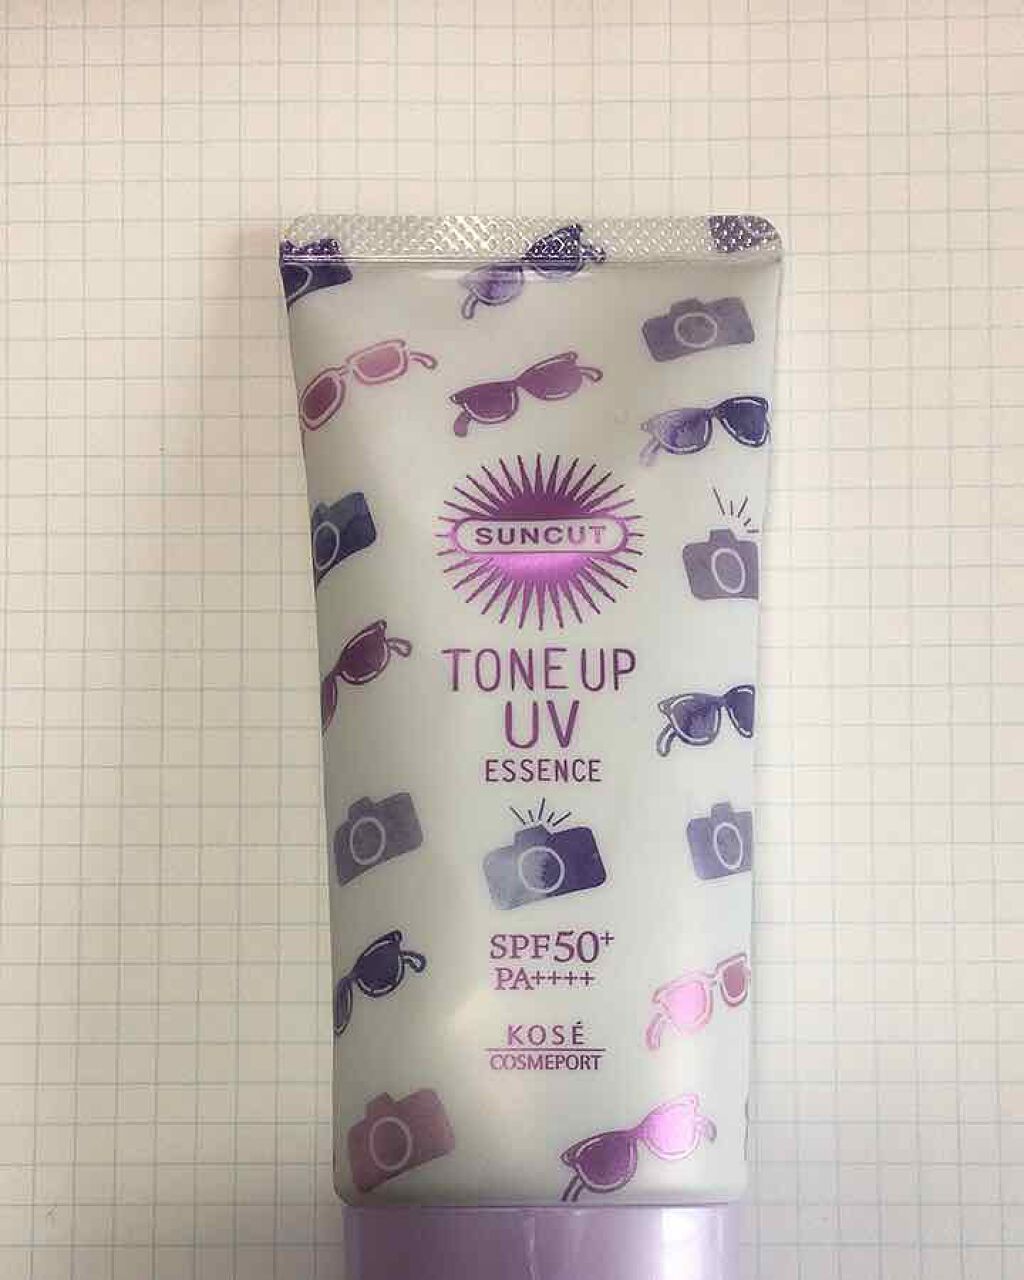 SUNCUT
TONE UP
UV
ESSENCE
SPF50+
PA++++
KOSÉ
COSMEPORT